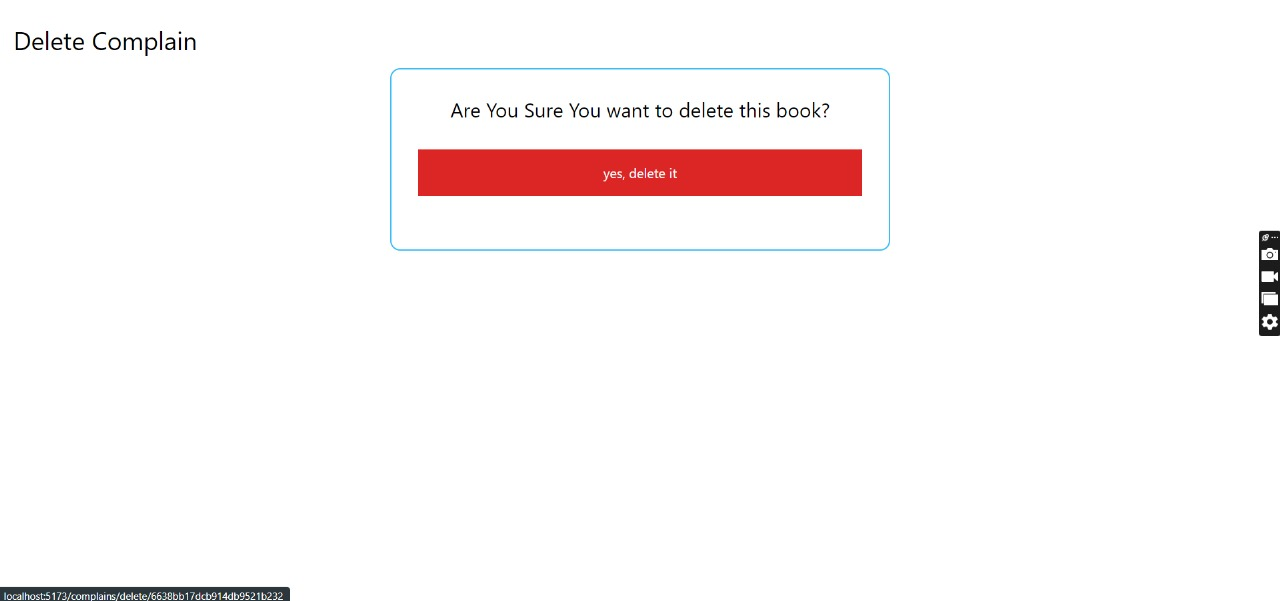 Delete Complain
Are You Sure You want to delete this book?
yes, delete it
localhost:5173/complains/delete/6638bb17dcb914db9521b232